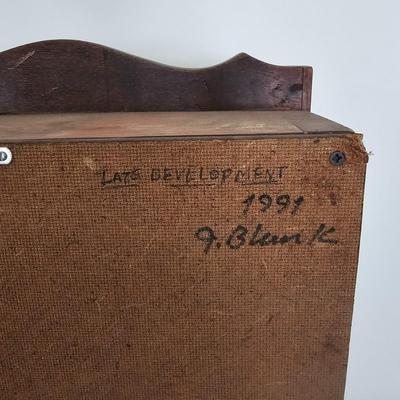 LATE DEVELOPMENT
1991
J. Blunk
D